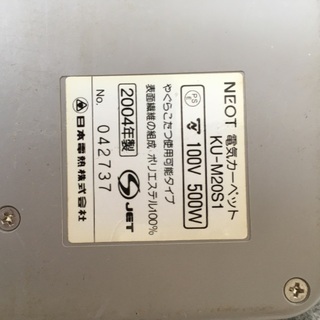 NEOT 電気カーペット
KU-M20S1
PS
E
100V 500W
やぐらこたつ使用可能タイプ
表面繊維の組成 ポリエステル100%
2004年製
S JET
No. 042737
日本電熱株式会社